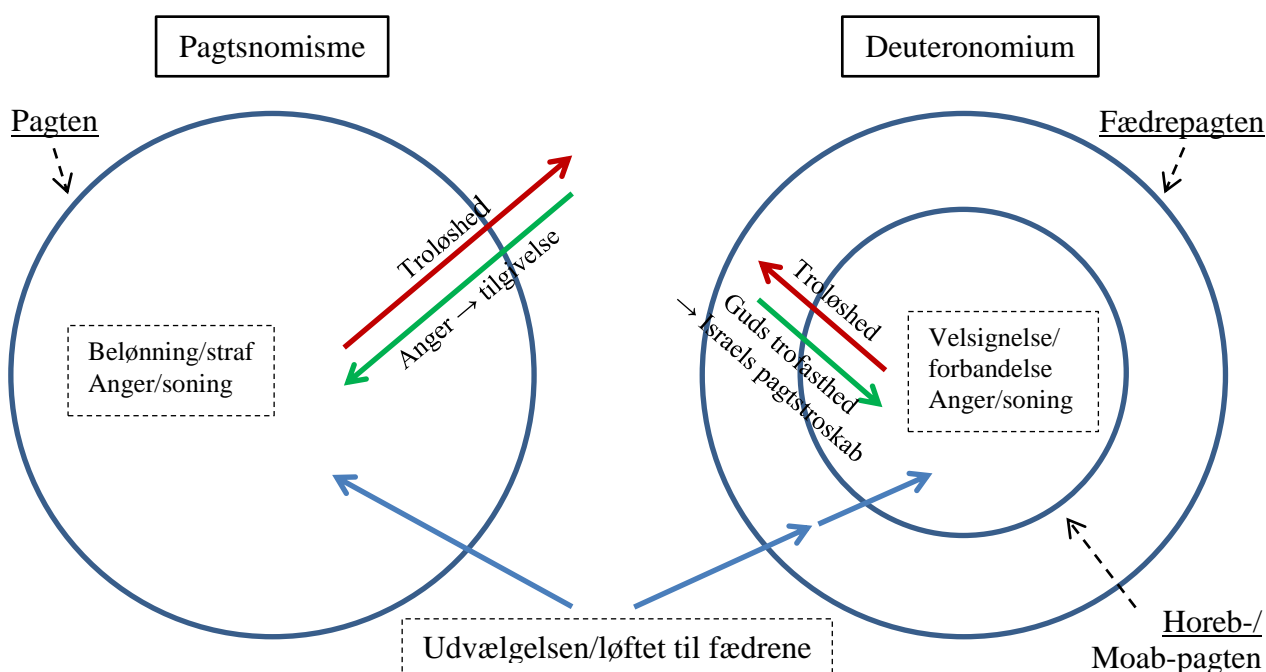 Pagtsnomisme
Deuteronomium
Pagten
Fædrepagten
Troløshed
Anger → tilgivelse
Belønning/straf
Anger/soning
Troløshed
Guds trofasthed
→ Israels pagtstroskab
Velsignelse/
forbandelse
Anger/soning
Udvælgelsen/løftet til fædrene
Horeb-/
Moab-pagten